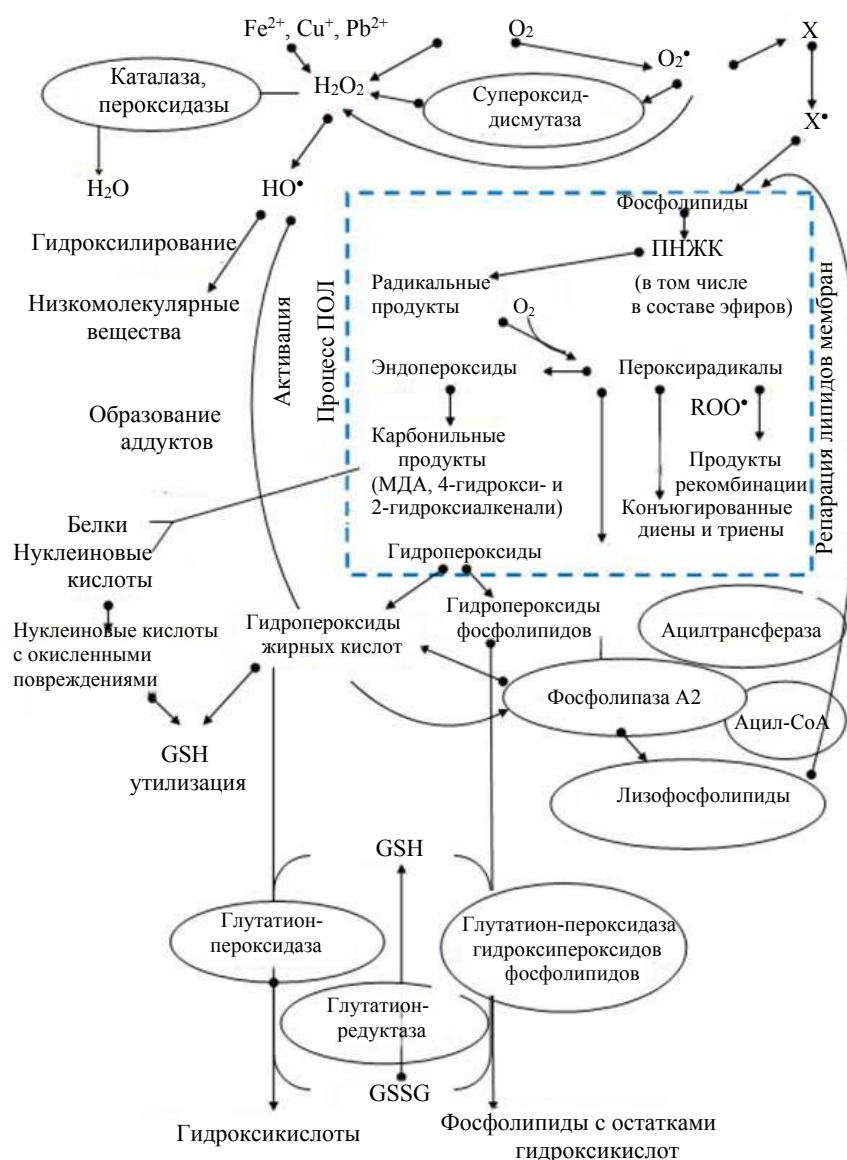 Fe²⁺, Cu⁺, Pb²⁺
O₂
X
O₂•
Каталаза,
пероксидазы
H₂O₂
Супероксид-
дисмутаза
X•
H₂O
HO•
Фосфолипиды
Гидроксилирование
ПНЖК
(в том числе
в составе эфиров)
Радикальные
продукты
O₂
Низкомолекулярные
вещества
Активация
Процесс ПОЛ
Репарация липидов мембран
Эндопероксиды
Пероксирадикалы
ROO•
Образование
аддуктов
Карбонильные
продукты
(МДА, 4-гидрокси- и
2-гидроксиалкенали)
Продукты
рекомбинации
Конъюгированные
диены и триены
Белки
Нуклеиновые
кислоты
Гидропероксиды
Гидропероксиды
жирных кислот
Гидропероксиды
фосфолипидов
Ацилтрансфераза
Нуклеиновые кислоты
с окисленными
повреждениями
Фосфолипаза А2
Ацил-СоА
GSH
утилизация
Лизофосфолипиды
GSH
Глутатион-
пероксидаза
Глутатион-пероксидаза
гидроксипероксидов
фосфолипидов
Глутатион-
редуктаза
GSSG
Гидроксикислоты
Фосфолипиды с остатками
гидроксикислот